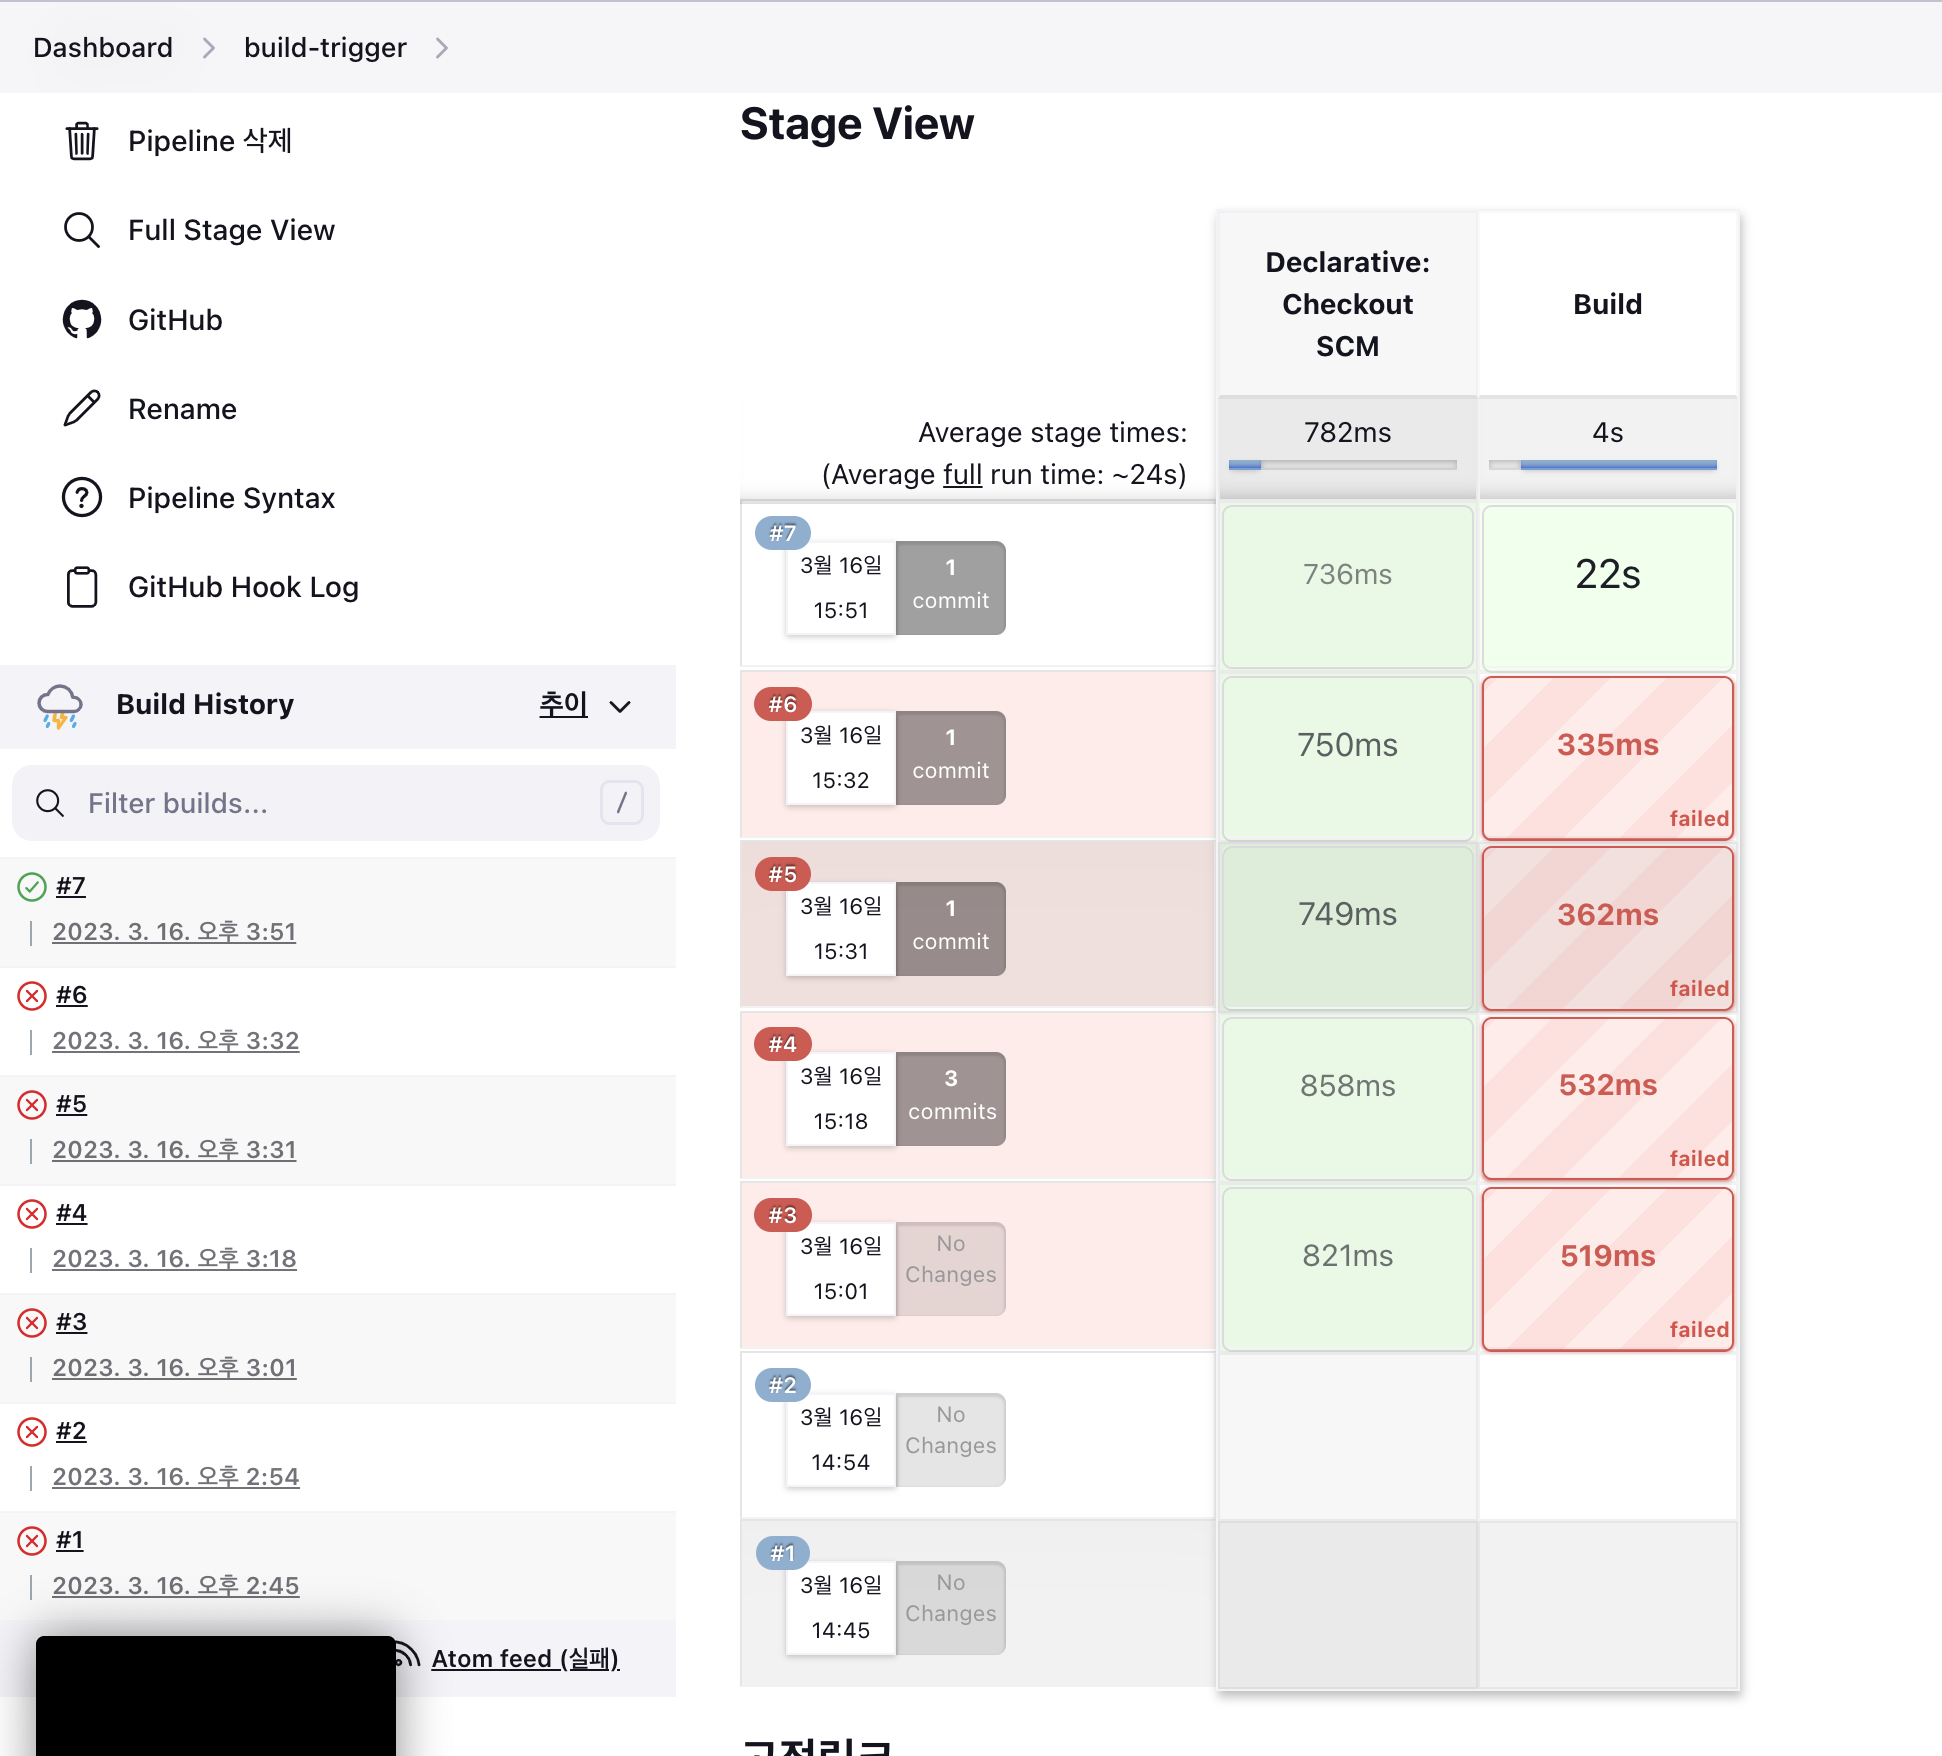 Dashboard > build-trigger >
Pipeline 삭제
Full Stage View
GitHub
Rename
Pipeline Syntax
GitHub Hook Log
Build History 추이
Filter builds... /
#7
2023. 3. 16. 오후 3:51
#6
2023. 3. 16. 오후 3:32
#5
2023. 3. 16. 오후 3:31
#4
2023. 3. 16. 오후 3:18
#3
2023. 3. 16. 오후 3:01
#2
2023. 3. 16. 오후 2:54
#1
2023. 3. 16. 오후 2:45
Atom feed (실패)
Stage View
Declarative:
Checkout
SCM
Build
Average stage times:
(Average full run time: ~24s)
782ms
4s
#7
3월 16일
15:51
1
commit
736ms
22s
#6
3월 16일
15:32
1
commit
750ms
335ms
failed
#5
3월 16일
15:31
1
commit
749ms
362ms
failed
#4
3월 16일
15:18
3
commits
858ms
532ms
failed
#3
3월 16일
15:01
No
Changes
821ms
519ms
failed
#2
3월 16일
14:54
No
Changes
#1
3월 16일
14:45
No
Changes
고정링크